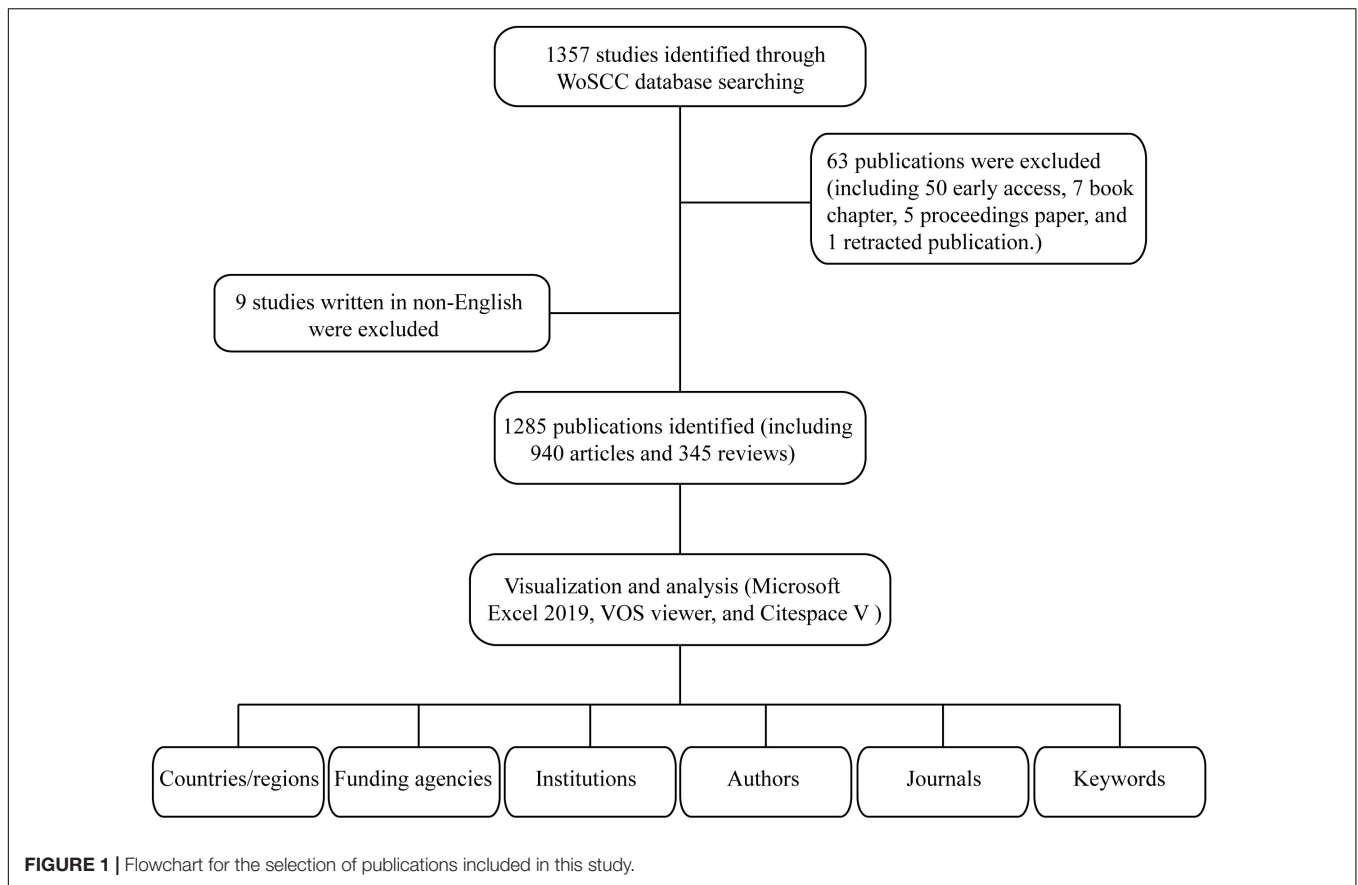 1357 studies identified through
WoSCC database searching
63 publications were excluded
(including 50 early access, 7 book
chapter, 5 proceedings paper, and
1 retracted publication.)
9 studies written in non-English
were excluded
1285 publications identified (including
940 articles and 345 reviews)
Visualization and analysis (Microsoft
Excel 2019, VOS viewer, and Citespace V )
Countries/regions
Funding agencies
Institutions
Authors
Journals
Keywords
FIGURE 1 | Flowchart for the selection of publications included in this study.